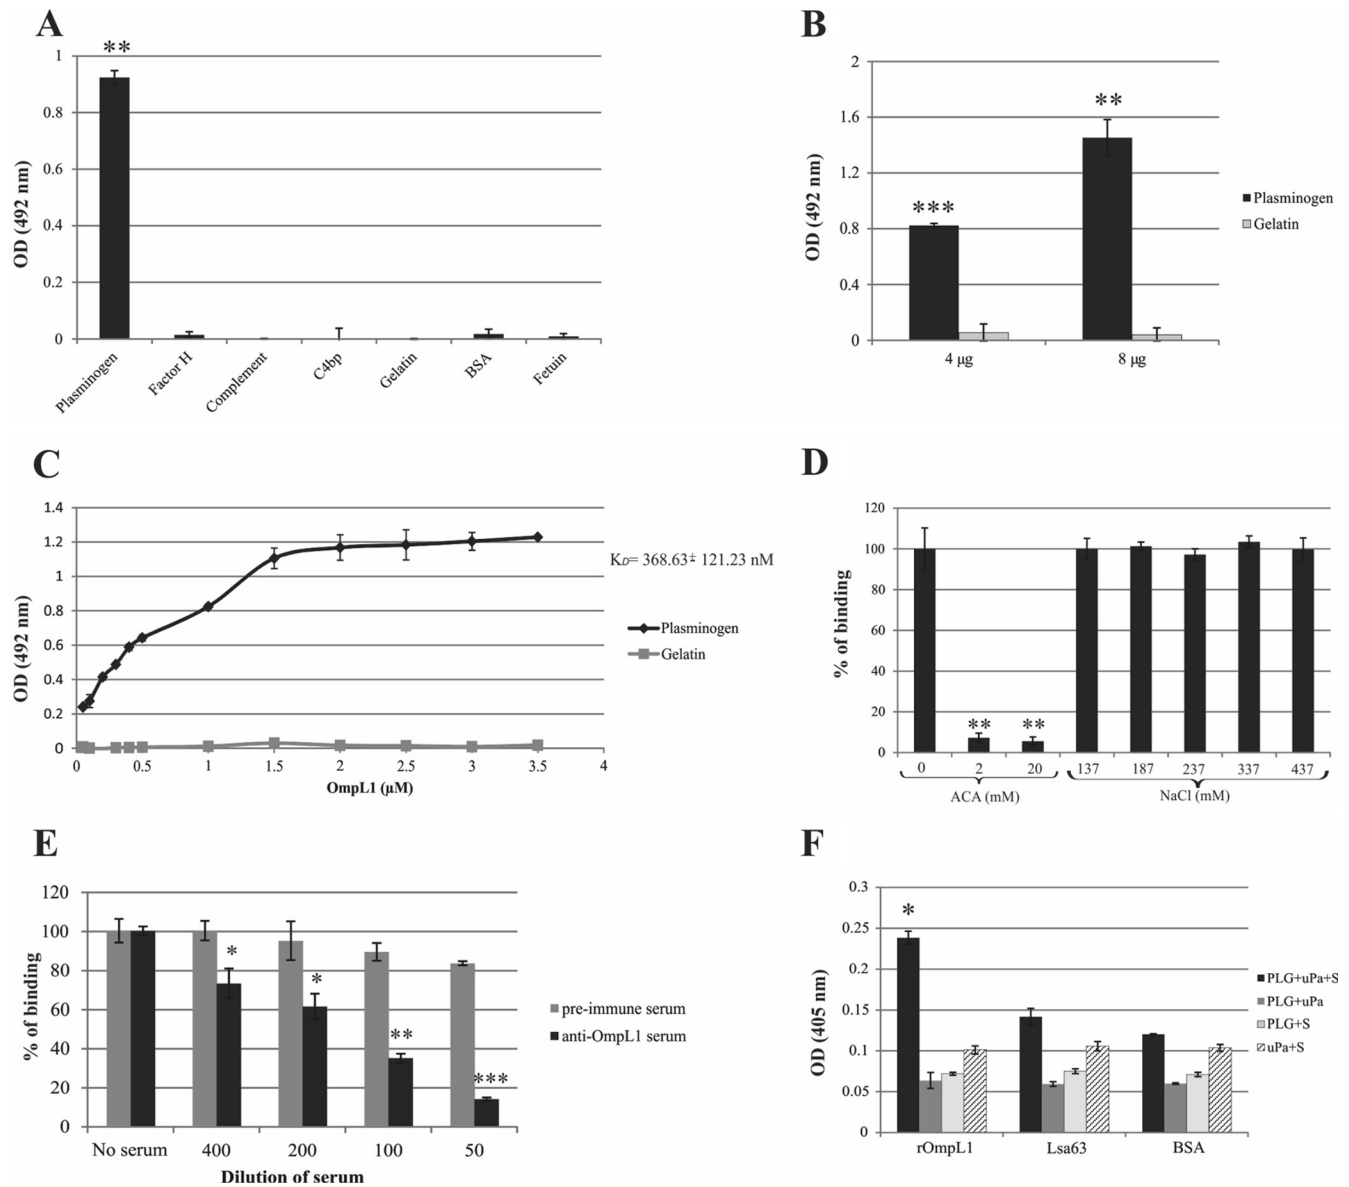 A
**
1
0.8
0.6
0.4
0.2
0
OD (492 nm)
Plasminogen
Factor H
Complement
C4bp
Gelatin
BSA
Fetuin
B
2
1.6
1.2
0.8
0.4
0
OD (492 nm)
***
**
4 µg
8 µg
Plasminogen
Gelatin
C
1.4
1.2
1
0.8
0.6
0.4
0.2
0
OD (492 nm)
0 0.5 1 1.5 2 2.5 3 3.5 4
OmpL1 (µM)
KD= 368.63± 121.23 nM
Plasminogen
Gelatin
D
120
100
80
60
40
20
0
% of binding
** **
0 2 20 137 187 237 337 437
ACA (mM) NaCl (mM)
E
120
100
80
60
40
20
0
% of binding
*
*
**
***
No serum 400 200 100 50
Dilution of serum
pre-immune serum
anti-OmpL1 serum
F
0.3
0.25
0.2
0.15
0.1
0.05
0
OD (405 nm)
*
rOmpL1 Lsa63 BSA
PLG+uPa+S
PLG+uPa
PLG+S
uPa+S